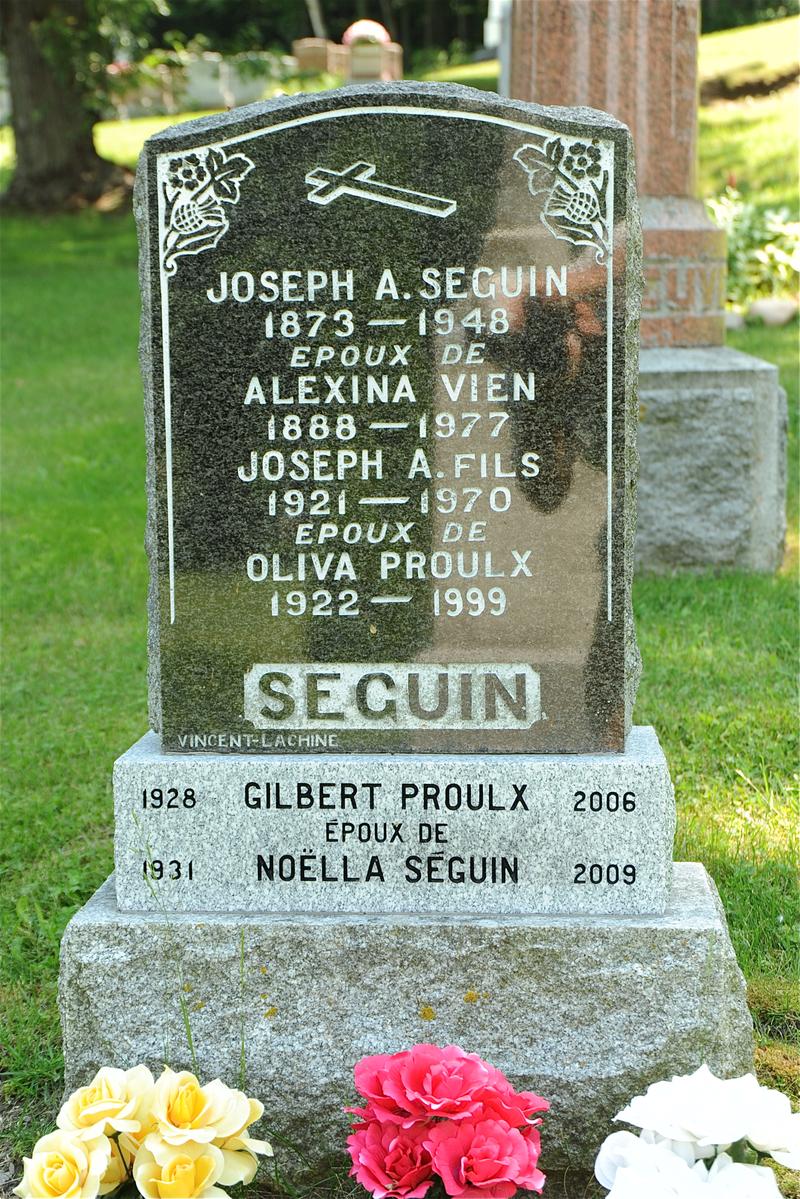 JOSEPH A. SEGUIN
1873 — 1948
EPOUX DE
ALEXINA VIEN
1888 — 1977
JOSEPH A. FILS
1921 — 1970
EPOUX DE
OLIVA PROULX
1922 — 1999
SEGUIN
VINCENT-LACHINE
1928 GILBERT PROULX 2006
ÉPOUX DE
1931 NOËLLA SÉGUIN 2009